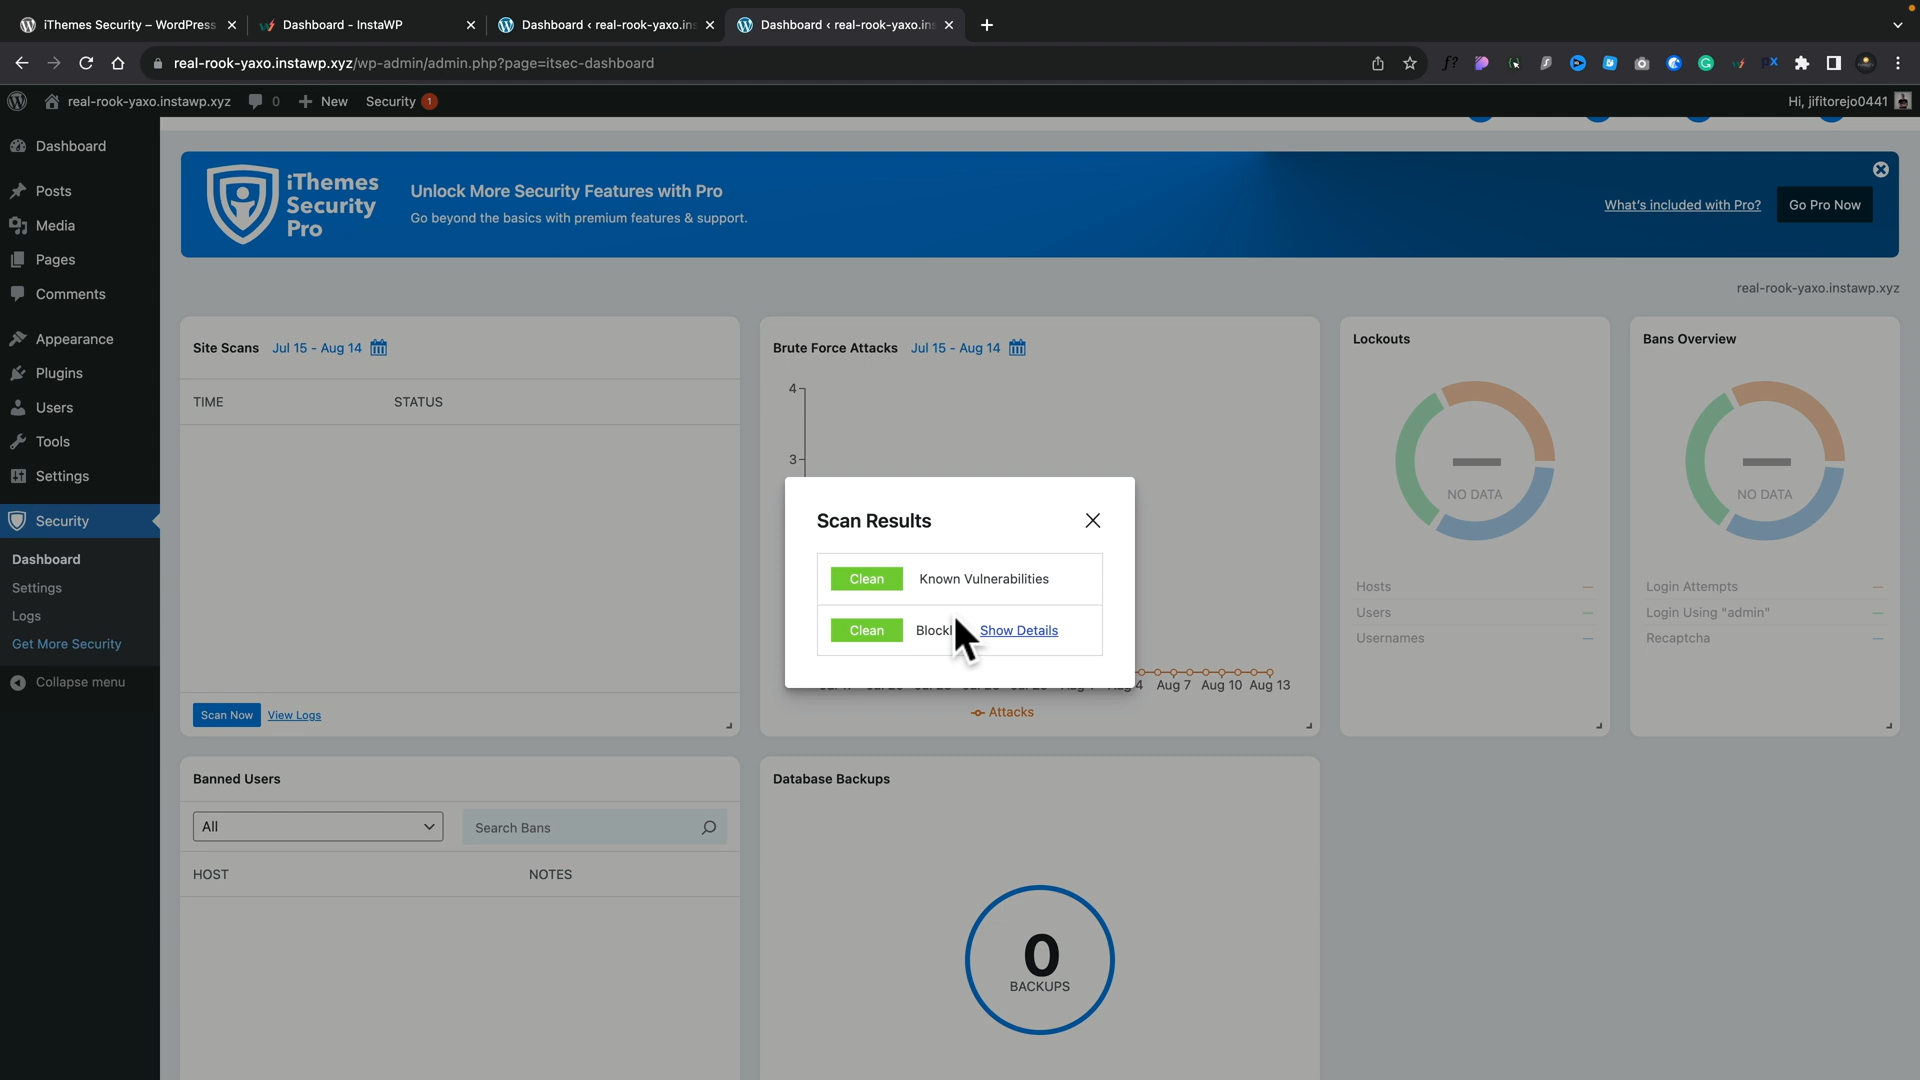 iThemes Security – WordPress
Dashboard - InstaWP
Dashboard ‹ real-rook-yaxo.ins
Dashboard ‹ real-rook-yaxo.ins
real-rook-yaxo.instawp.xyz/wp-admin/admin.php?page=itsec-dashboard
real-rook-yaxo.instawp.xyz
0
New
Security 1
Hi, jifitorejo0441
Dashboard
Posts
Media
Pages
Comments
Appearance
Plugins
Users
Tools
Settings
Security
Dashboard
Settings
Logs
Get More Security
Collapse menu
iThemes
Security
Pro
Unlock More Security Features with Pro
Go beyond the basics with premium features & support.
What's included with Pro?
Go Pro Now
real-rook-yaxo.instawp.xyz
Site Scans Jul 15 - Aug 14
TIME STATUS
Scan Now View Logs
Brute Force Attacks Jul 15 - Aug 14
4
3
4 Aug 7 Aug 10 Aug 13
Attacks
Scan Results
Clean Known Vulnerabilities
Clean Show Details
Lockouts
NO DATA
Hosts
Users
Usernames
Bans Overview
NO DATA
Login Attempts
Login Using "admin"
Recaptcha
Banned Users
All
Search Bans
HOST NOTES
Database Backups
0
BACKUPS